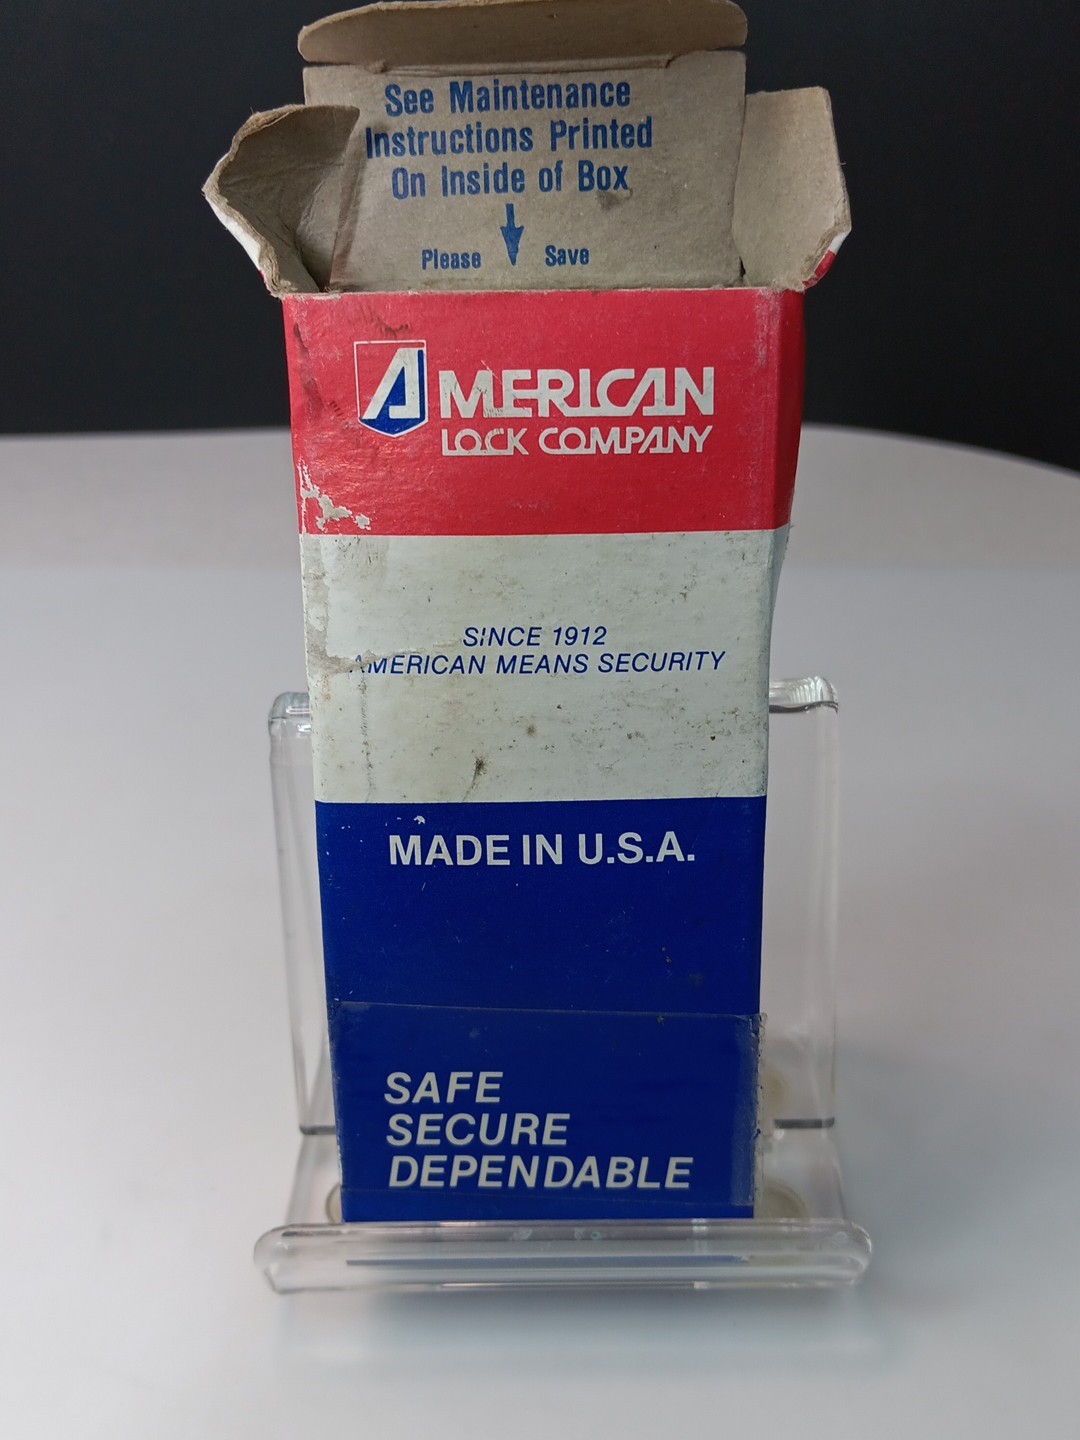 See Maintenance
Instructions Printed
On Inside of Box
Please Save
AMERICAN
LOCK COMPANY
SINCE 1912
AMERICAN MEANS SECURITY
MADE IN U.S.A.
SAFE
SECURE
DEPENDABLE